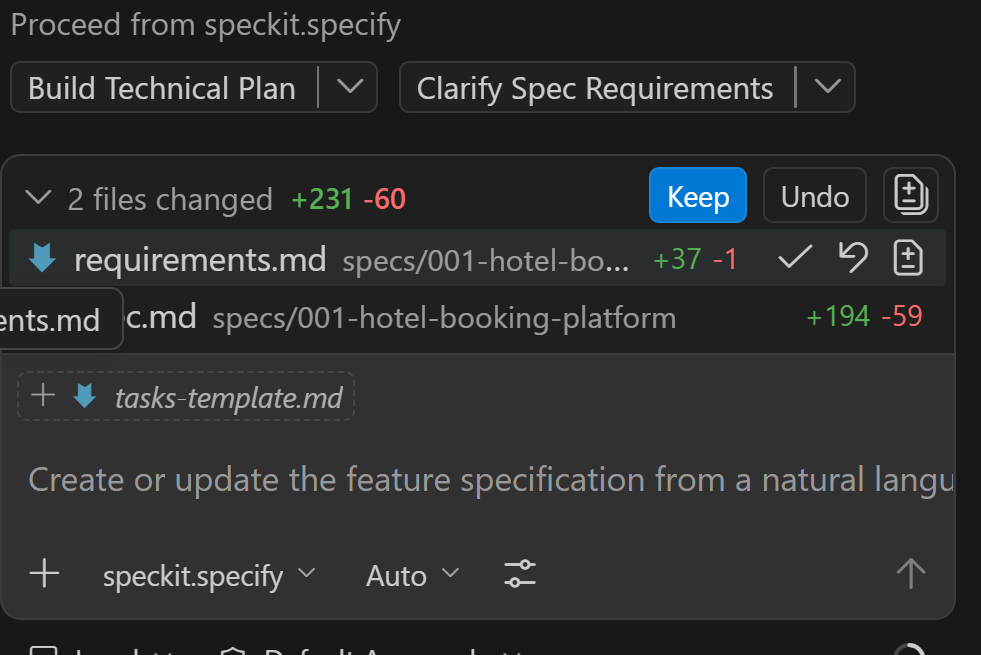 Proceed from speckit.specify
Build Technical Plan Clarify Spec Requirements
2 files changed +231 -60 Keep Undo
requirements.md specs/001-hotel-bo... +37 -1
ents.md c.md specs/001-hotel-booking-platform +194 -59
tasks-template.md
Create or update the feature specification from a natural langu
speckit.specify Auto